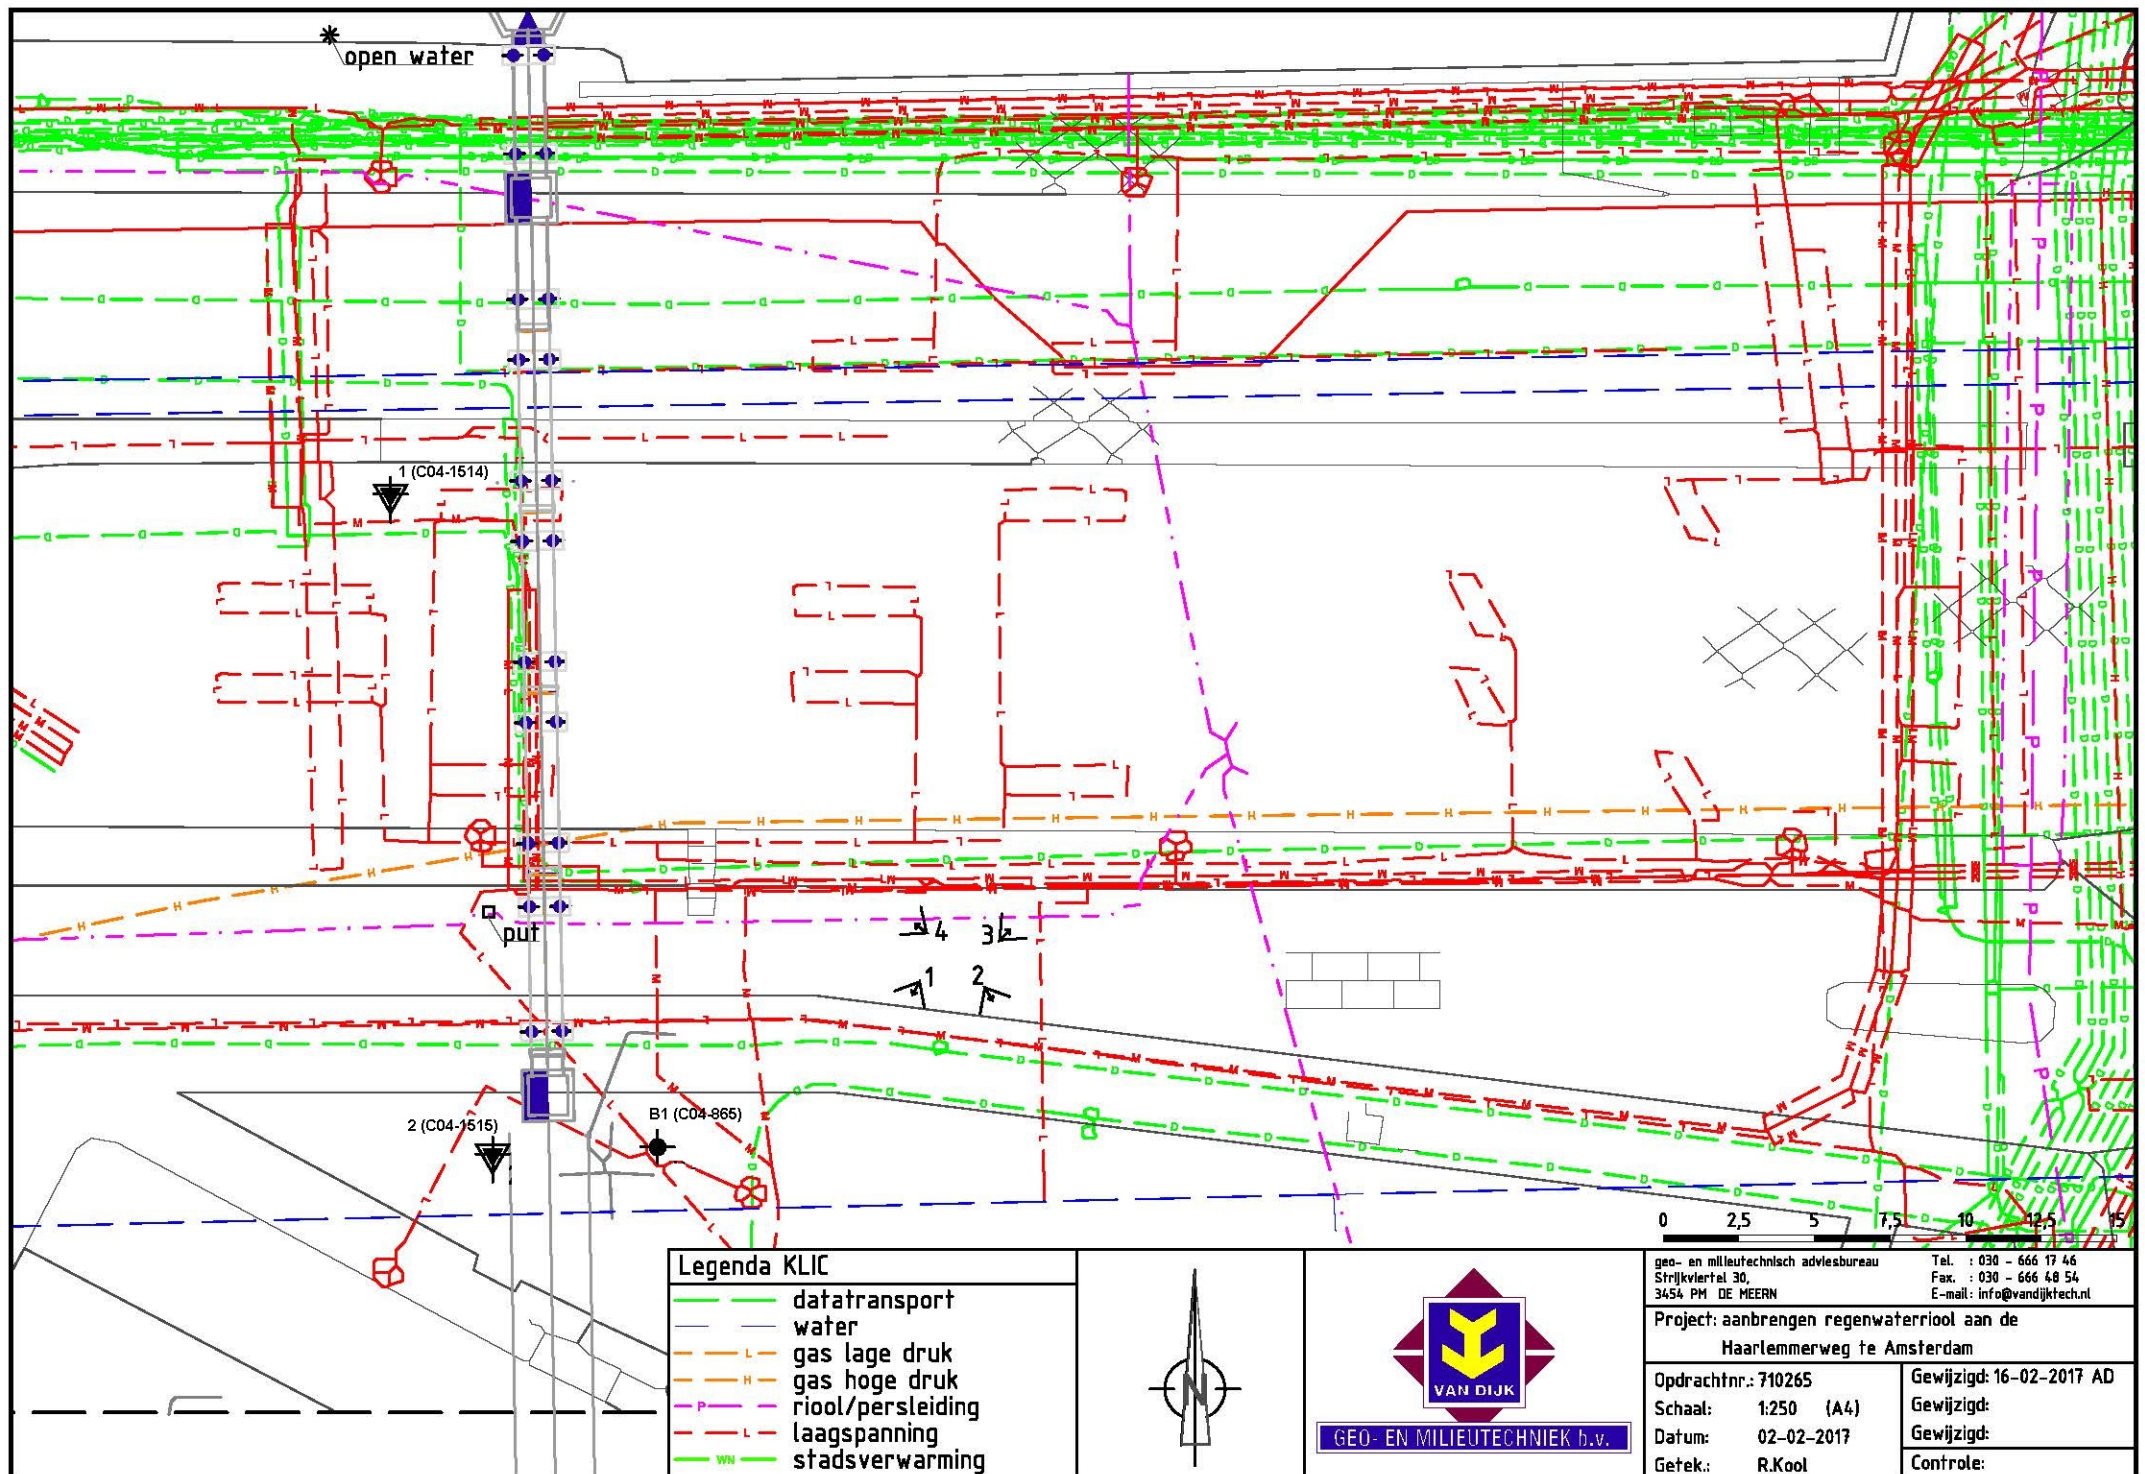 open water
1 (C04-1514)
put
4
3
1
2
2 (C04-1515)
B1 (C04-865)
0 2,5 5 7,5 10 12,5 15
Legenda KLIC
datatransport
water
L gas lage druk
H gas hoge druk
P riool/persleiding
L laagspanning
WN stadsverwarming
N
VAN DIJK
GEO- EN MILIEUTECHNIEK b.v.
geo- en milieutechnisch adviesbureau
Strijkviertel 30,
3454 PM DE MEERN
Tel. : 030 - 666 17 46
Fax. : 030 - 666 48 54
E-mail: info@vandijktech.nl
Project: aanbrengen regenwaterriool aan de
Haarlemmerweg te Amsterdam
Opdrachtnr.: 710265
Schaal: 1:250 (A4)
Datum: 02-02-2017
Getek.: R.Kool
Gewijzigd: 16-02-2017 AD
Gewijzigd:
Gewijzigd:
Controle: